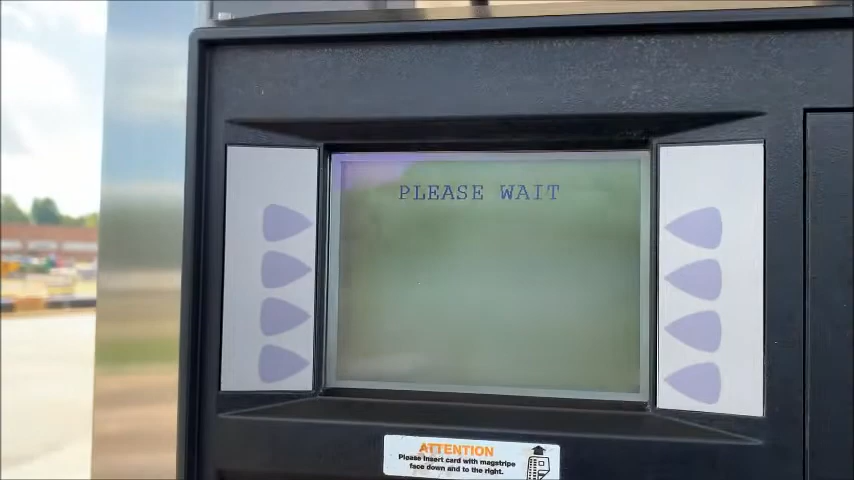 PLEASE WAIT
ATTENTION
Please insert card with magstripe
face down and to the right.